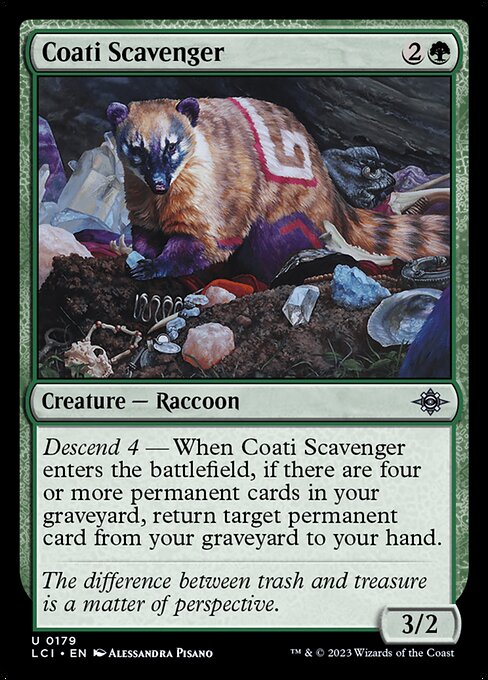 Coati Scavenger 2
Creature — Raccoon
Descend 4 — When Coati Scavenger
enters the battlefield, if there are four
or more permanent cards in your
graveyard, return target permanent
card from your graveyard to your hand.
The difference between trash and treasure
is a matter of perspective.
3/2
U 0179
LCI • EN Alessandra Pisano
™ & © 2023 Wizards of the Coast